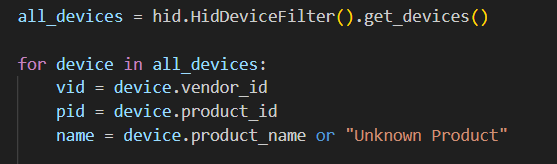 all_devices = hid.HidDeviceFilter().get_devices()
for device in all_devices:
    vid = device.vendor_id
    pid = device.product_id
    name = device.product_name or "Unknown Product"